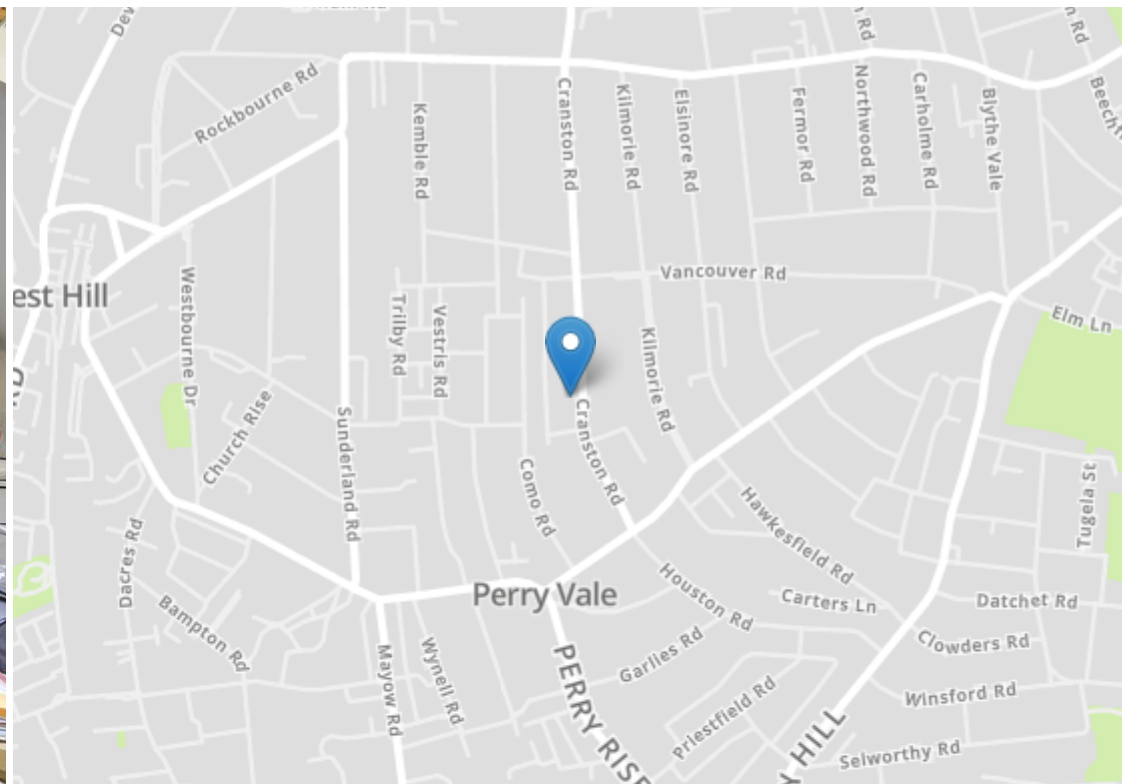 Rockbourne Rd
Kemble Rd
Cranston Rd
Kilmorie Rd
Elsinore Rd
Fermor Rd
Northwood Rd
Carholme Rd
Blythe Vale
Vancouver Rd
est Hill
Westbourne Dr
Trilby Rd
Vestris Rd
Kilmorie Rd
Elm Ln
Church Rise
Sunderland Rd
Cranston Rd
Como Rd
Hawkesfield Rd
Tugela St
Dacres Rd
Bampton Rd
Perry Vale
Houston Rd
Carters Ln
Datchet Rd
Clowders Rd
Mayow Rd
Wynell Rd
PERRY RISE
Garlies Rd
Priestfield Rd
Winsford Rd
Y HILL
Selworthy Rd